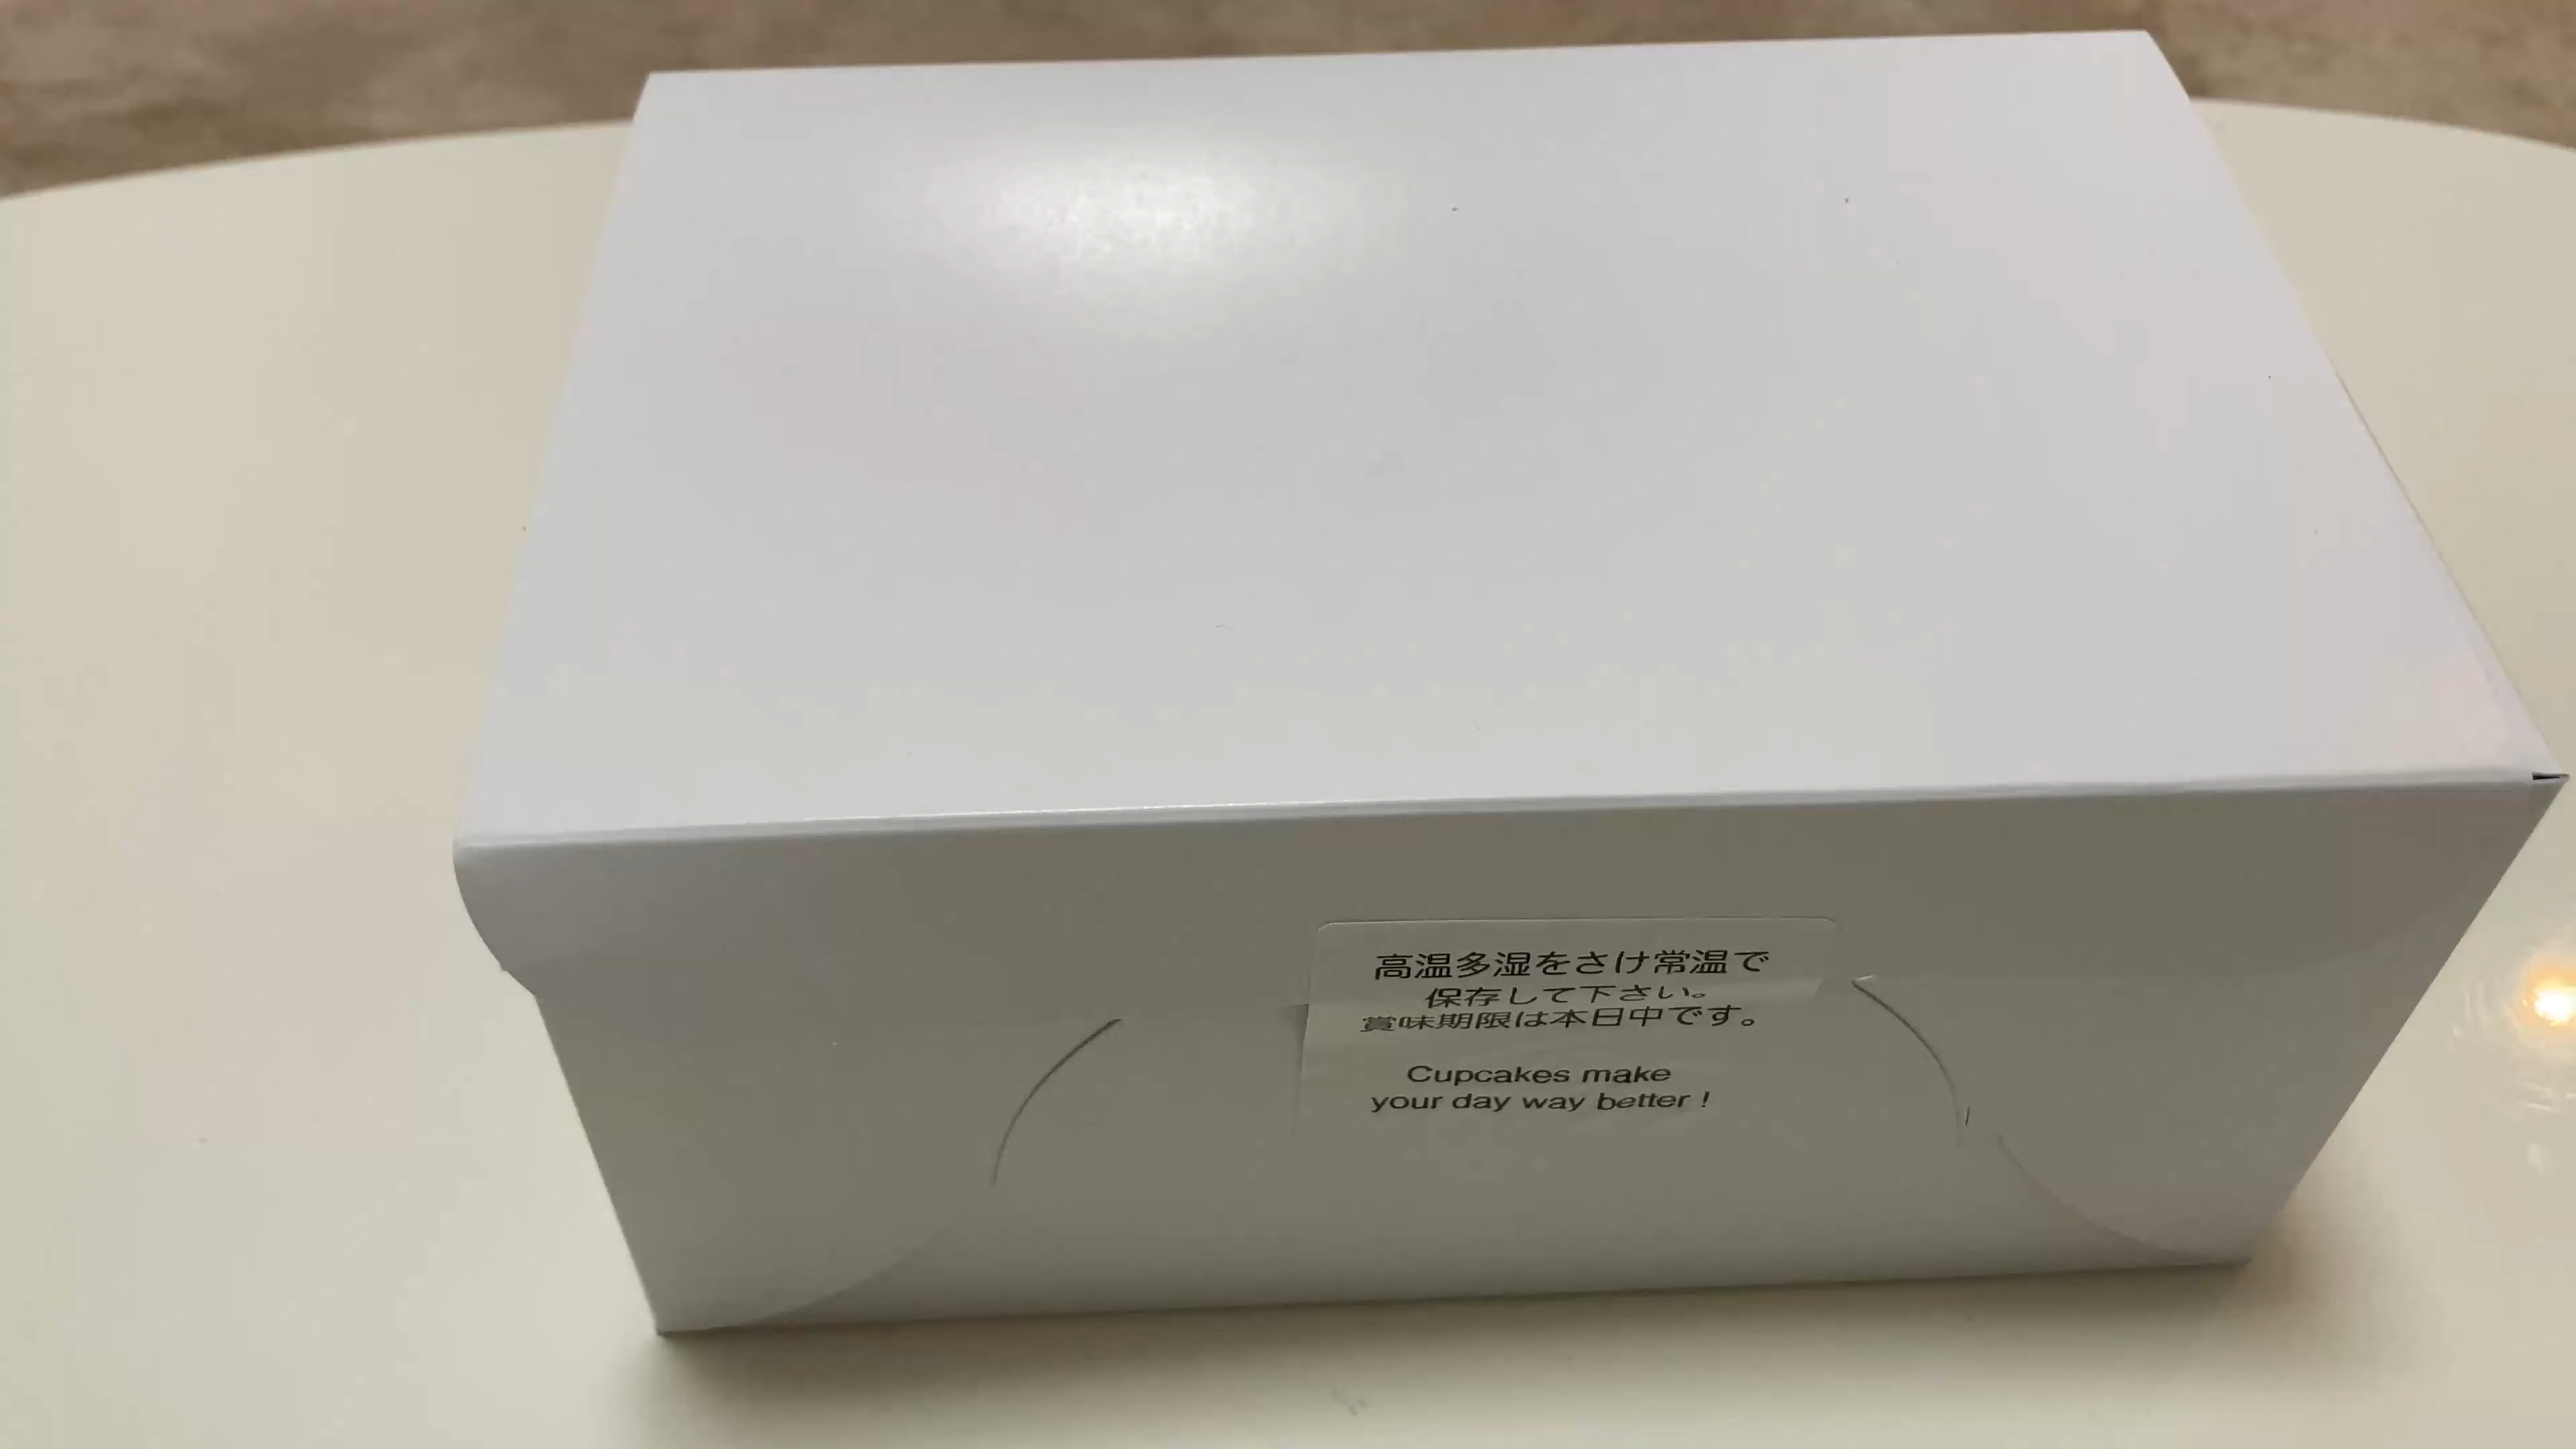 高温多湿をさけ常温で
保存して下さい。
賞味期限は本日中です。
Cupcakes make
your day way better !